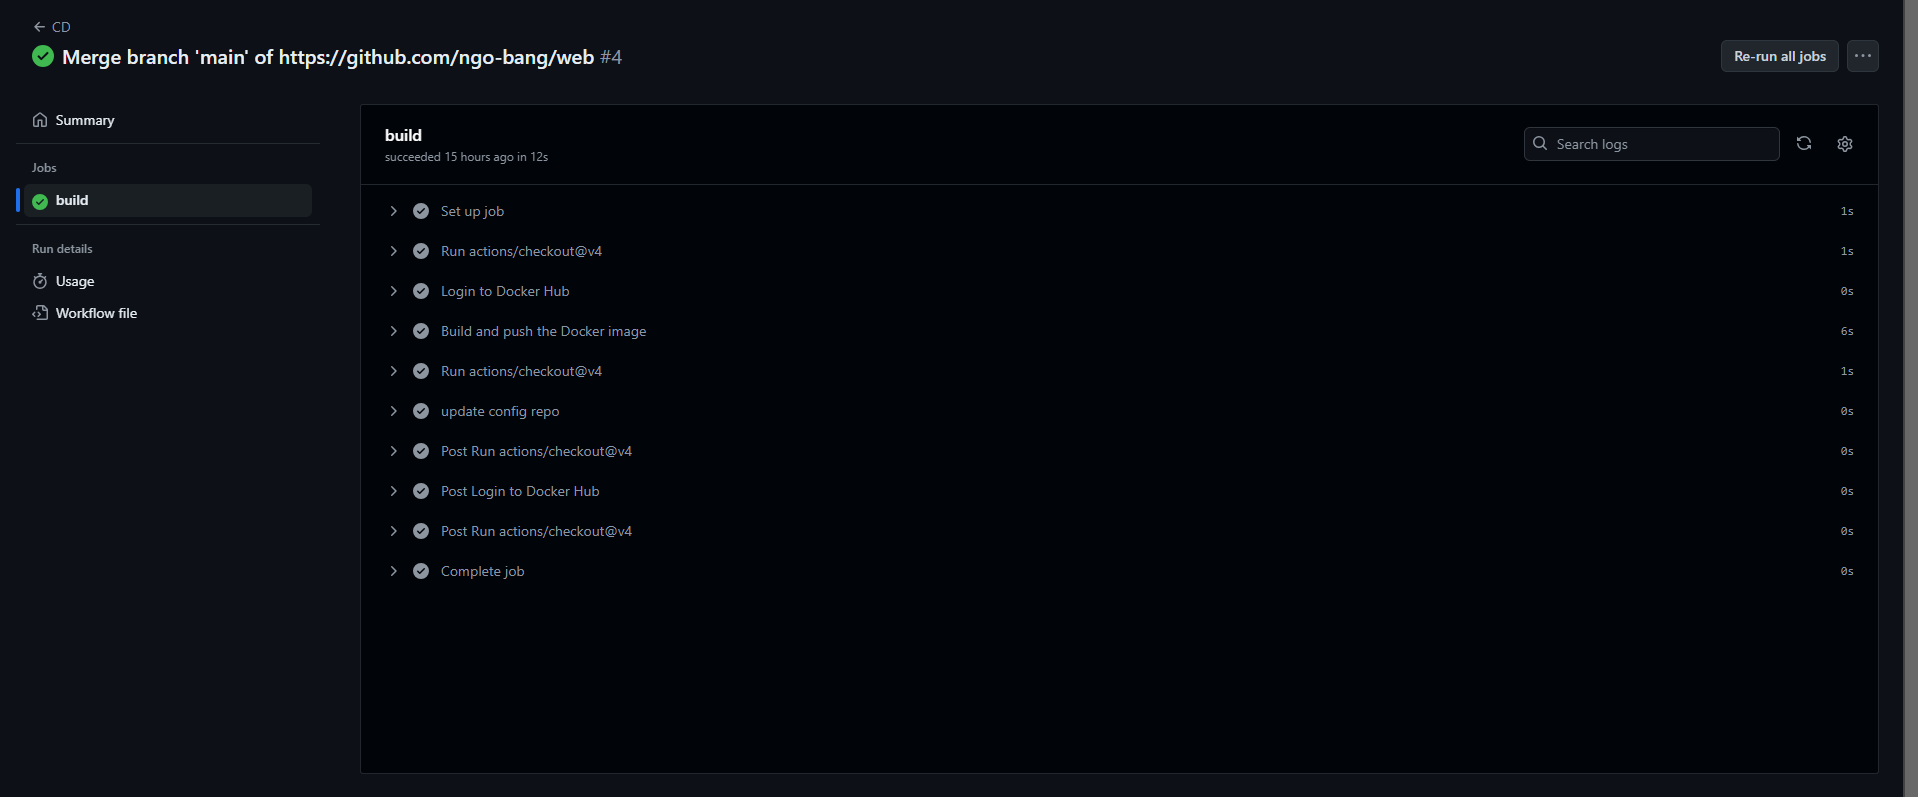 CD
Merge branch 'main' of https://github.com/ngo-bang/web #4
Re-run all jobs
Summary
Jobs
build
Run details
Usage
Workflow file
build
succeeded 15 hours ago in 12s
Search logs
Set up job 1s
Run actions/checkout@v4 1s
Login to Docker Hub 0s
Build and push the Docker image 6s
Run actions/checkout@v4 1s
update config repo 0s
Post Run actions/checkout@v4 0s
Post Login to Docker Hub 0s
Post Run actions/checkout@v4 0s
Complete job 0s